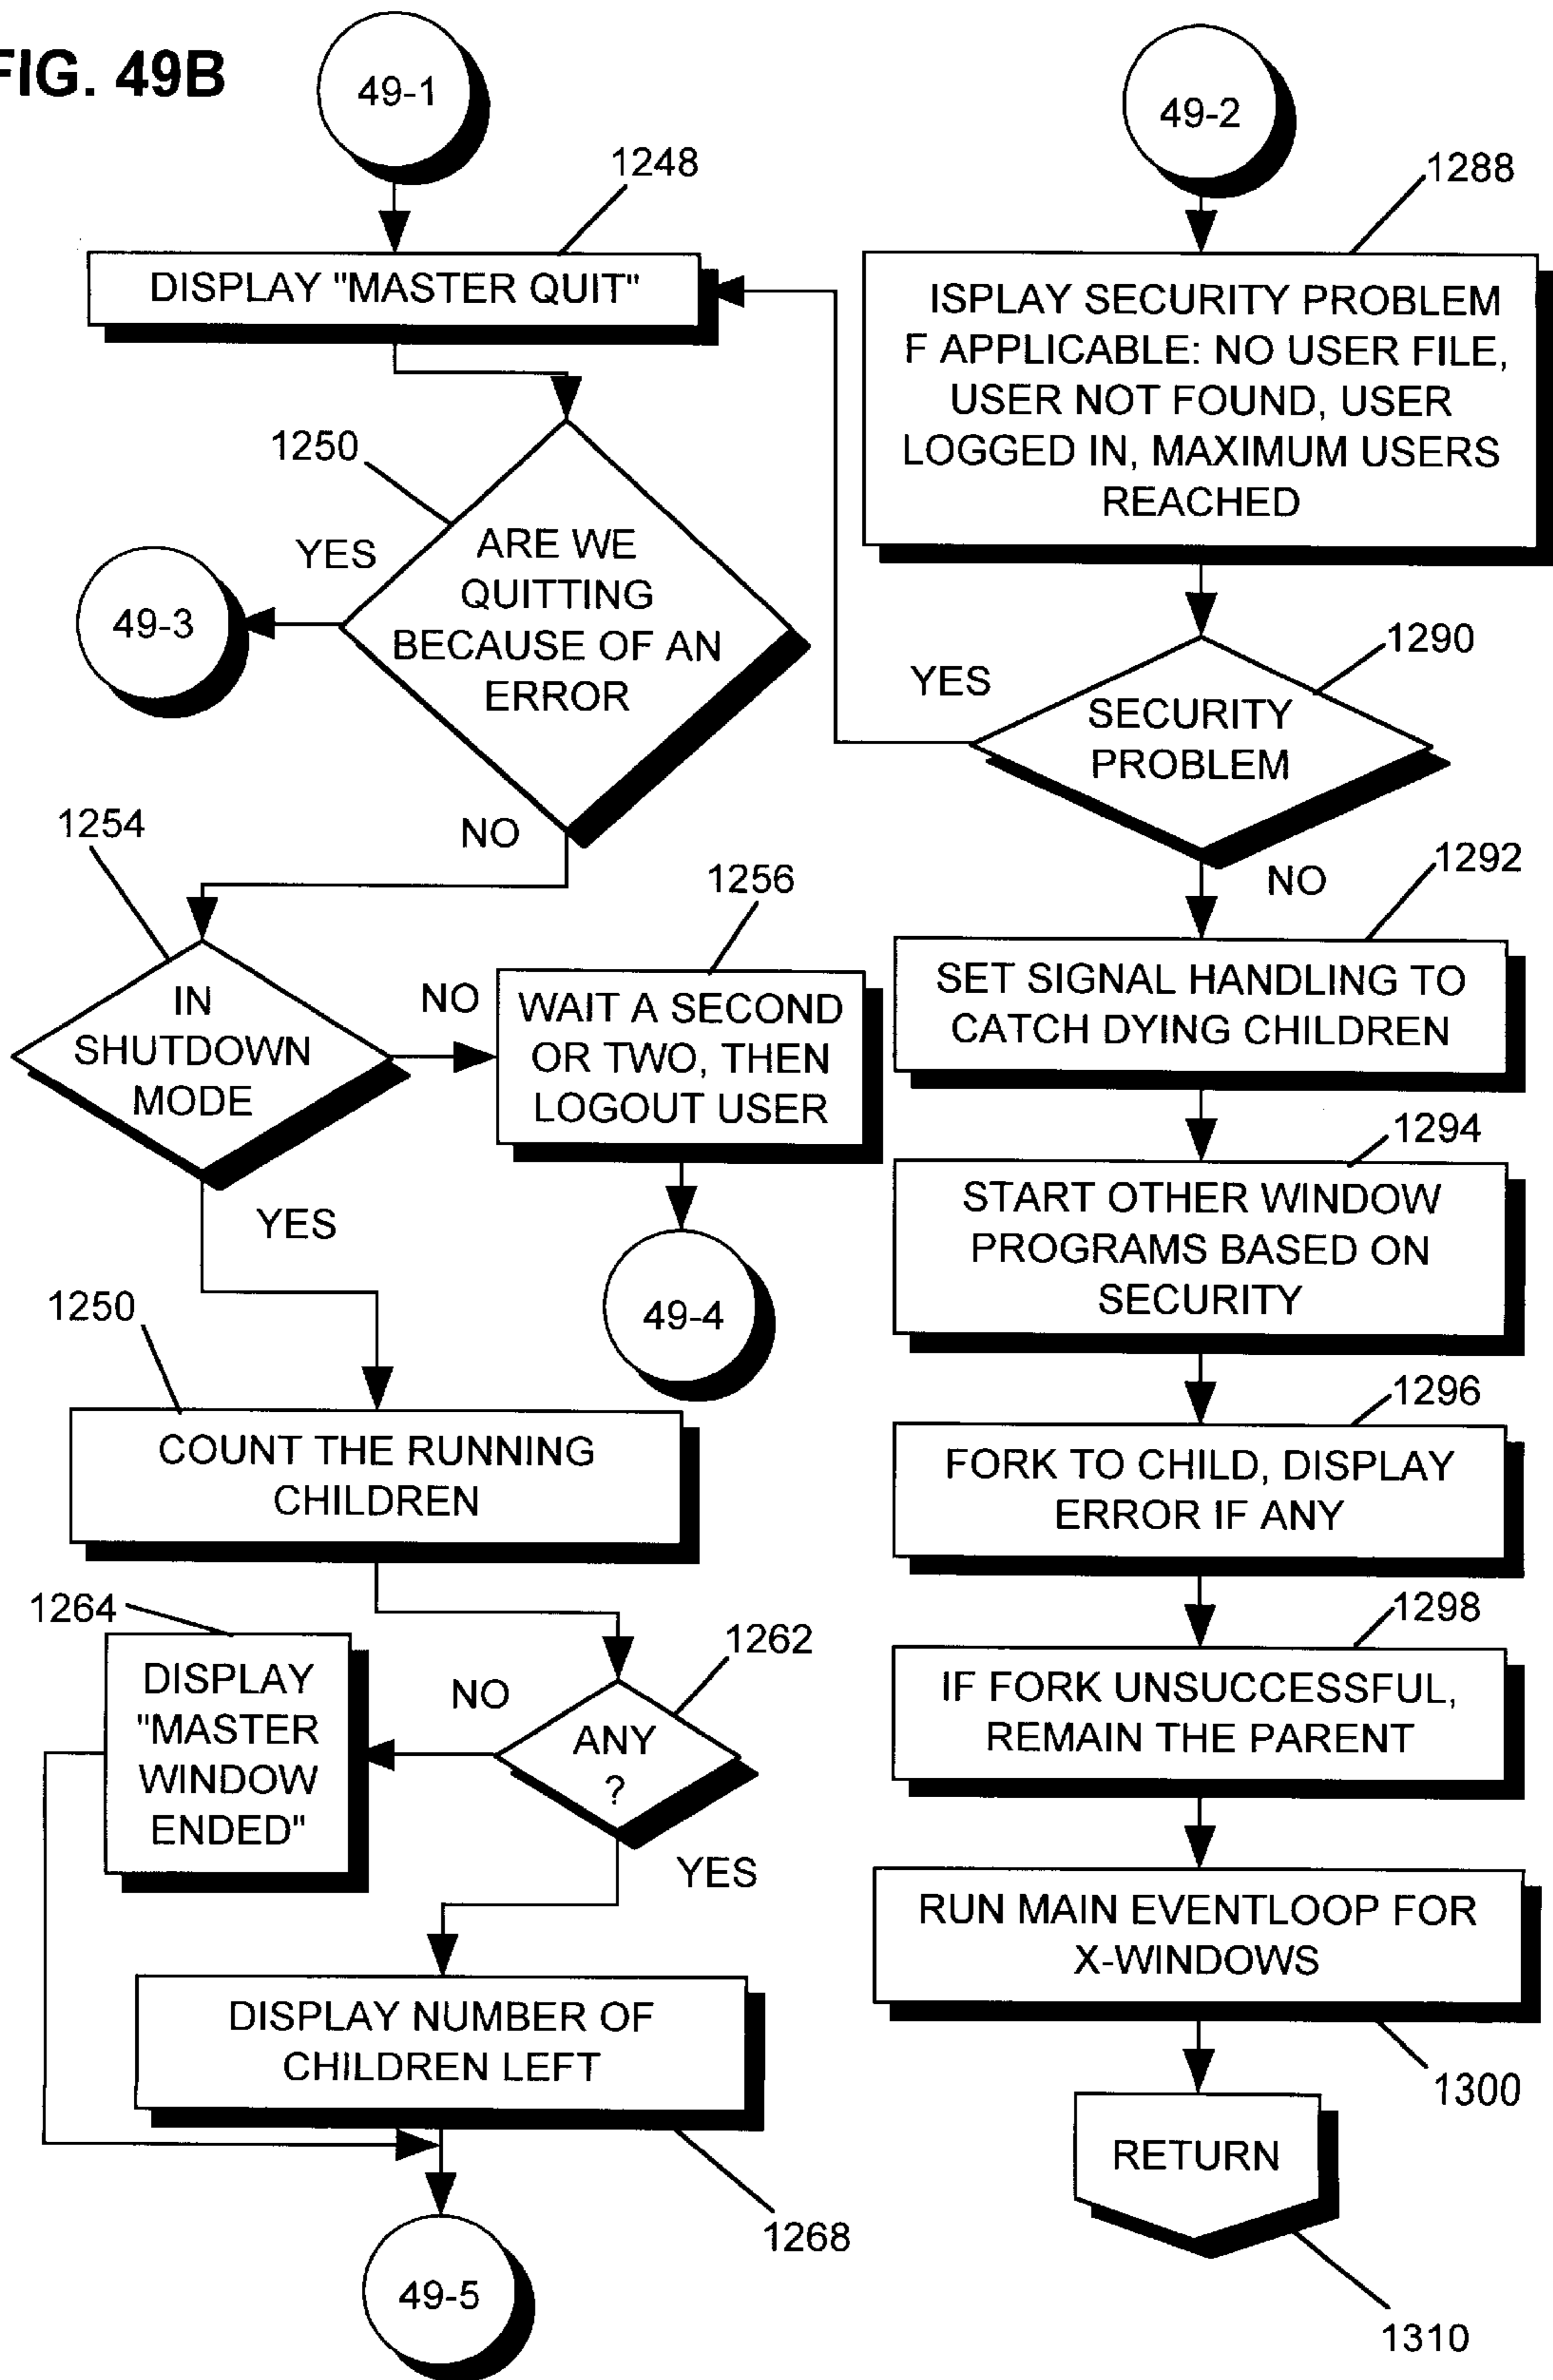 FIG. 49B
49-1
1248
DISPLAY "MASTER QUIT"
1250
YES
ARE WE
QUITTING
BECAUSE OF AN
ERROR
49-3
NO
1254
IN
SHUTDOWN
MODE
NO
1256
WAIT A SECOND
OR TWO, THEN
LOGOUT USER
49-4
YES
1250
COUNT THE RUNNING
CHILDREN
1264
DISPLAY
"MASTER
WINDOW
ENDED"
NO
1262
ANY
?
YES
DISPLAY NUMBER OF
CHILDREN LEFT
1268
49-5
49-2
1288
ISPLAY SECURITY PROBLEM
F APPLICABLE: NO USER FILE,
USER NOT FOUND, USER
LOGGED IN, MAXIMUM USERS
REACHED
1290
YES
SECURITY
PROBLEM
NO
1292
SET SIGNAL HANDLING TO
CATCH DYING CHILDREN
1294
START OTHER WINDOW
PROGRAMS BASED ON
SECURITY
1296
FORK TO CHILD, DISPLAY
ERROR IF ANY
1298
IF FORK UNSUCCESSFUL,
REMAIN THE PARENT
RUN MAIN EVENTLOOP FOR
X-WINDOWS
1300
RETURN
1310